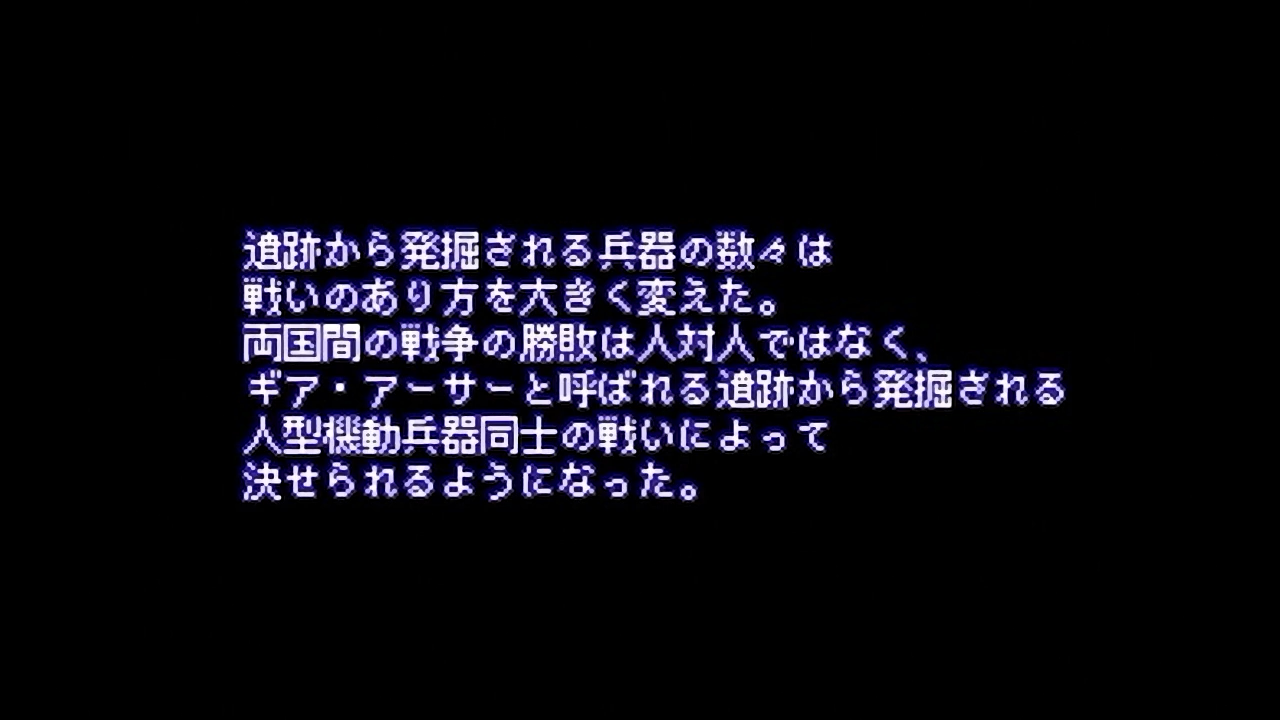 遺跡から発掘される兵器の数々は
戦いのあり方を大きく変えた。
両国間の戦争の勝敗は人対人ではなく、
ギア・アーサーと呼ばれる遺跡から発掘される
人型機動兵器同士の戦いによって
決せられるようになった。